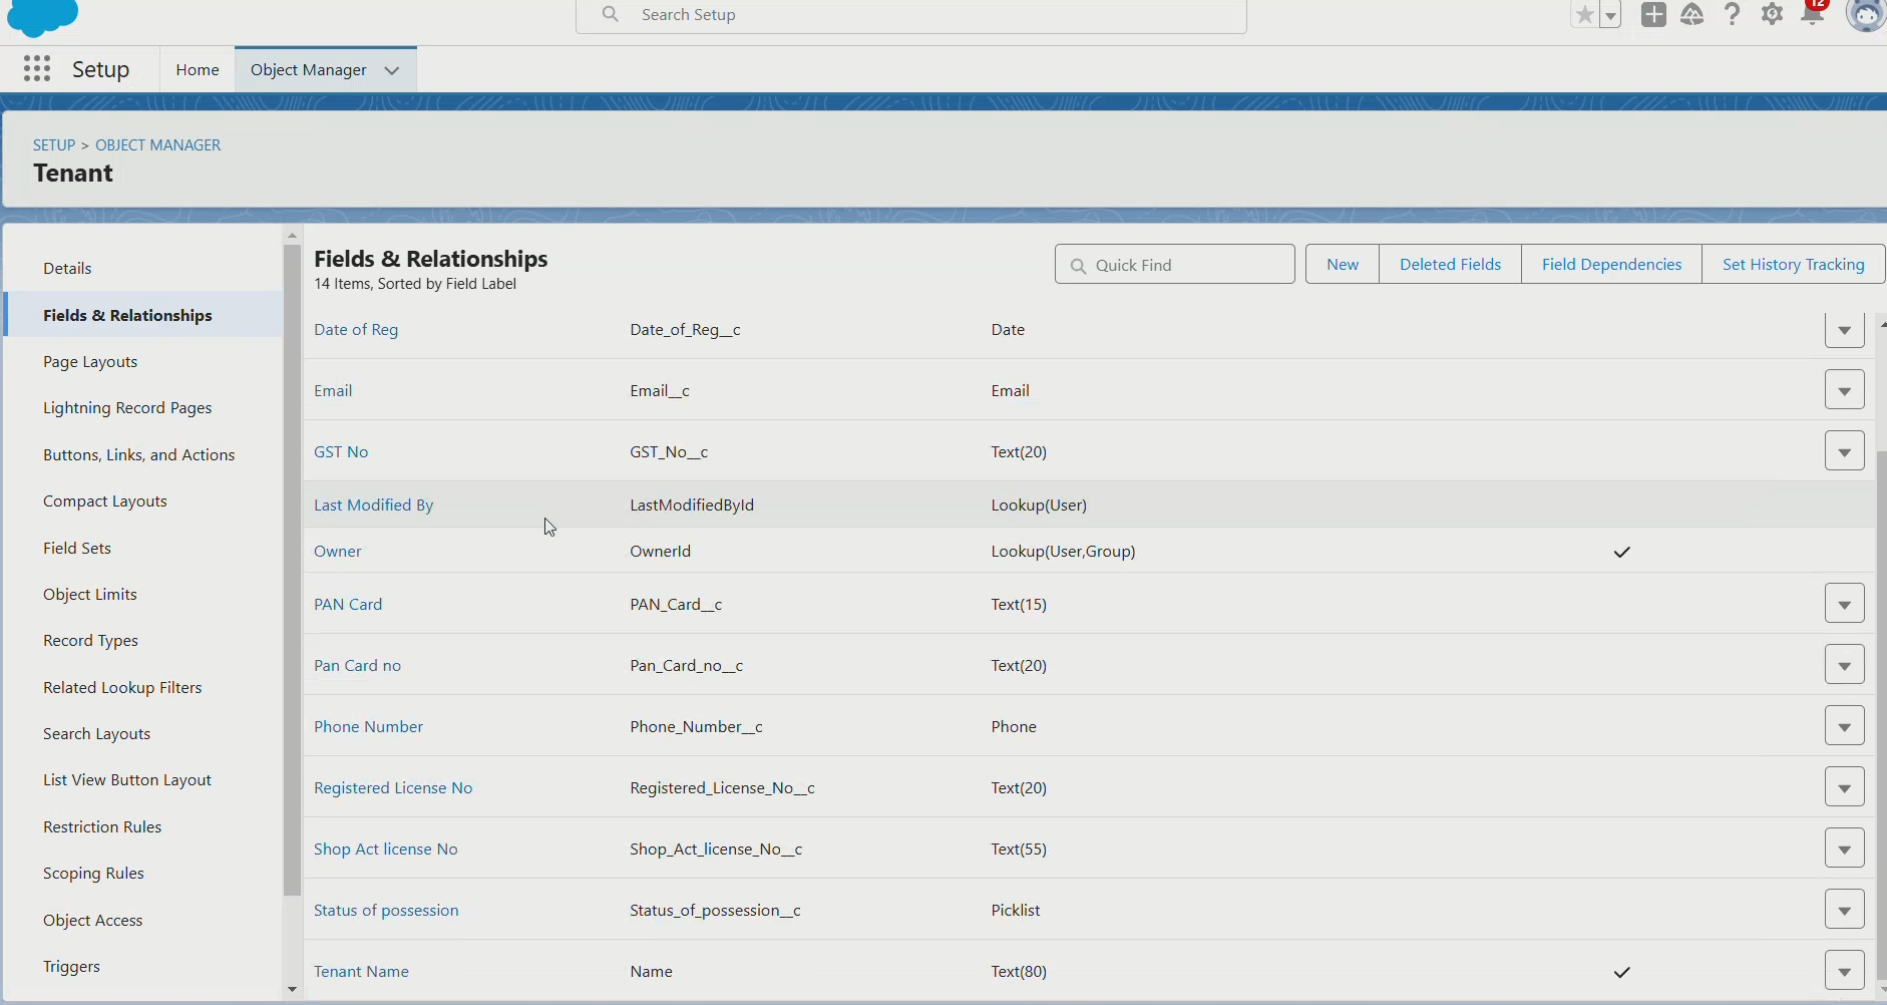 Search Setup
12
Setup
Home
Object Manager
SETUP > OBJECT MANAGER
Tenant
Details
Fields & Relationships
Page Layouts
Lightning Record Pages
Buttons, Links, and Actions
Compact Layouts
Field Sets
Object Limits
Record Types
Related Lookup Filters
Search Layouts
List View Button Layout
Restriction Rules
Scoping Rules
Object Access
Triggers
Fields & Relationships
14 Items, Sorted by Field Label
Quick Find
New
Deleted Fields
Field Dependencies
Set History Tracking
Date of Reg Date_of_Reg__c Date
Email Email__c Email
GST No GST_No__c Text(20)
Last Modified By LastModifiedById Lookup(User)
Owner OwnerId Lookup(User,Group)
PAN Card PAN_Card__c Text(15)
Pan Card no Pan_Card_no__c Text(20)
Phone Number Phone_Number__c Phone
Registered License No Registered_License_No__c Text(20)
Shop Act license No Shop_Act_license_No__c Text(55)
Status of possession Status_of_possession__c Picklist
Tenant Name Name Text(80)